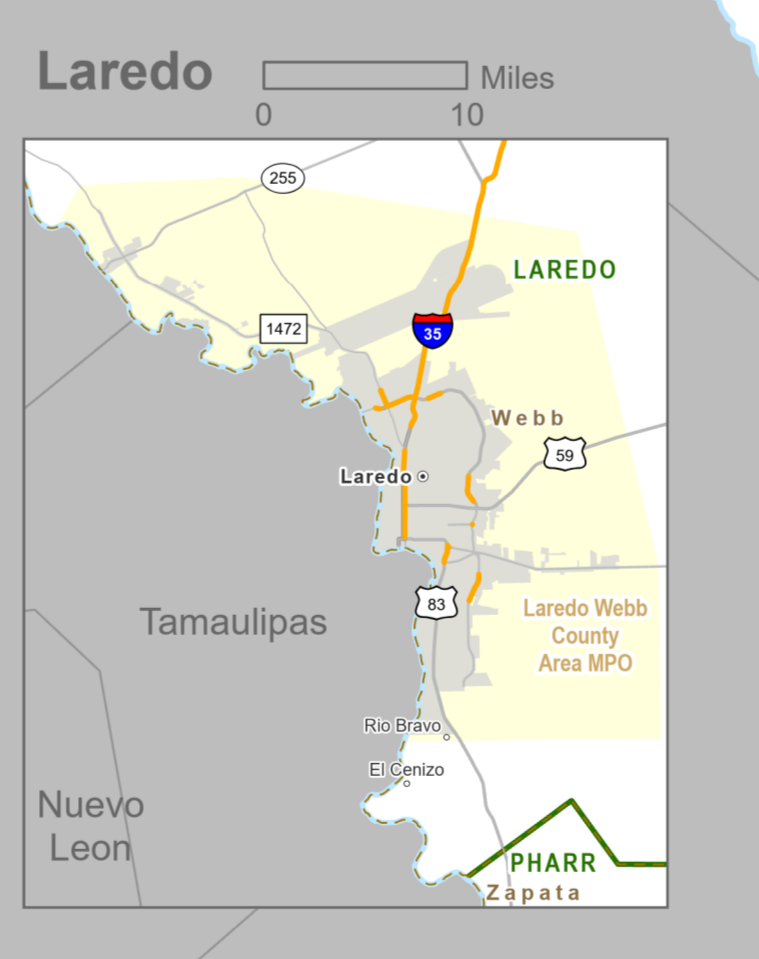 Laredo
Miles
0 10
255
LAREDO
1472
35
Webb
59
Laredo
83
Tamaulipas
Laredo Webb
County
Area MPO
Rio Bravo
El Cenizo
Nuevo
Leon
PHARR
Zapata